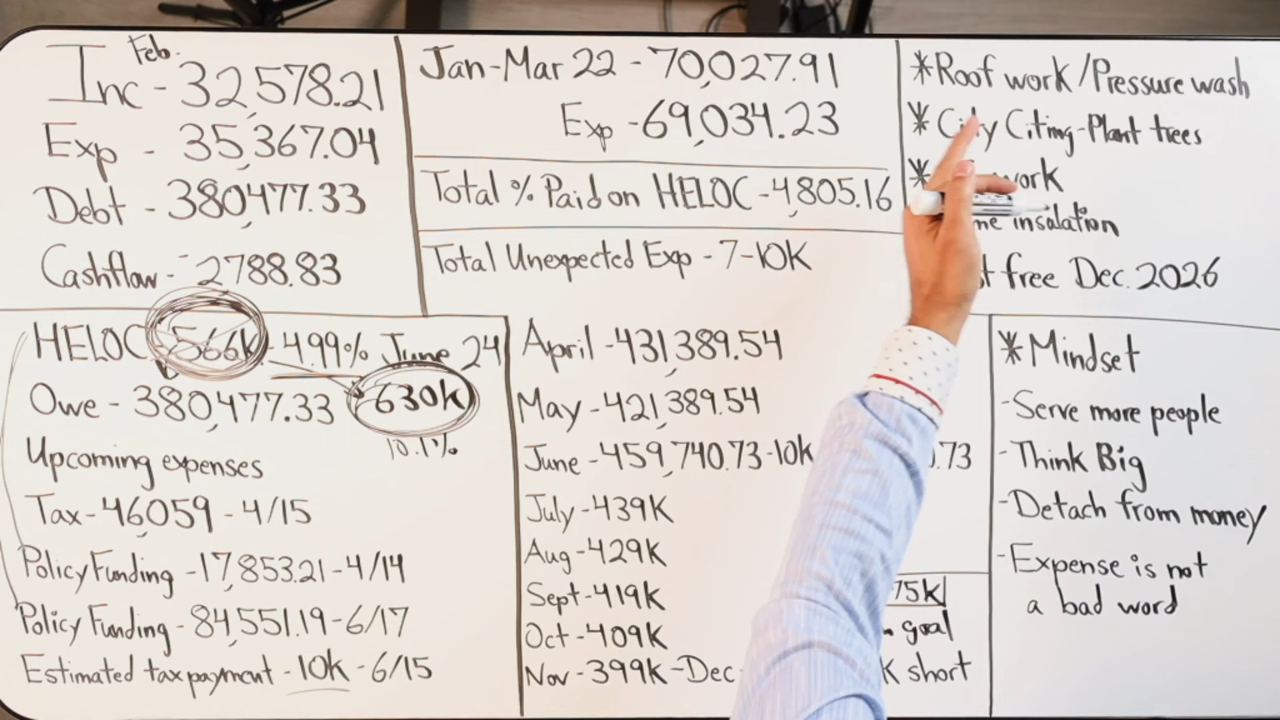 Feb.
Inc - 32,578.21
Exp - 35,367.04
Debt - 380,477.33
Cashflow - -2788.83
Jan-Mar 22 - 70,027.91
Exp - 69,034.23
Total % Paid on HELOC - 4,805.16
Total Unexpected Exp - 7-10K
*Roof work/Pressure wash
* City Citing-Plant trees
* work
insalation
free Dec. 2026
HELOC - 566K - 4.99% June 24
Owe - 380,477.33 630K
10.1%
Upcoming expenses
Tax - 46,059 - 4/15
Policy Funding - 17,853.21 - 4/14
Policy Funding - 84,551.19 - 6/17
Estimated tax payment - 10K - 6/15
April - 431,389.54
May - 421,389.54
June - 459,740.73 - 10K .73
July - 439K
Aug - 429K
Sept - 419K
Oct - 409K
Nov - 399K - Dec
75K
goal
K short
*Mindset
- Serve more people
- Think Big
- Detach from money
- Expense is not
a bad word